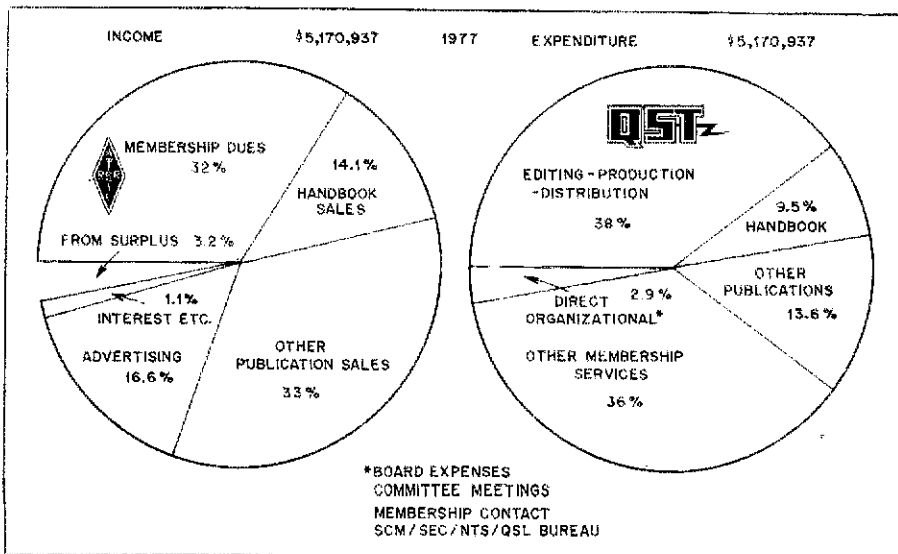 INCOME $5,170,937 1977 EXPENDITURE $5,170,937
MEMBERSHIP DUES
32%
14.1%
HANDBOOK
SALES
FROM SURPLUS 3.2%
1.1%
INTEREST ETC.
ADVERTISING
16.6%
OTHER
PUBLICATION SALES
33%
QST
EDITING-PRODUCTION
-DISTRIBUTION
38%
9.5%
HANDBOOK
OTHER
PUBLICATIONS
13.6%
2.9%
DIRECT
ORGANIZATIONAL*
OTHER MEMBERSHIP
SERVICES
36%
*BOARD EXPENSES
COMMITTEE MEETINGS
MEMBERSHIP CONTACT
SCM/SEC/NTS/QSL BUREAU